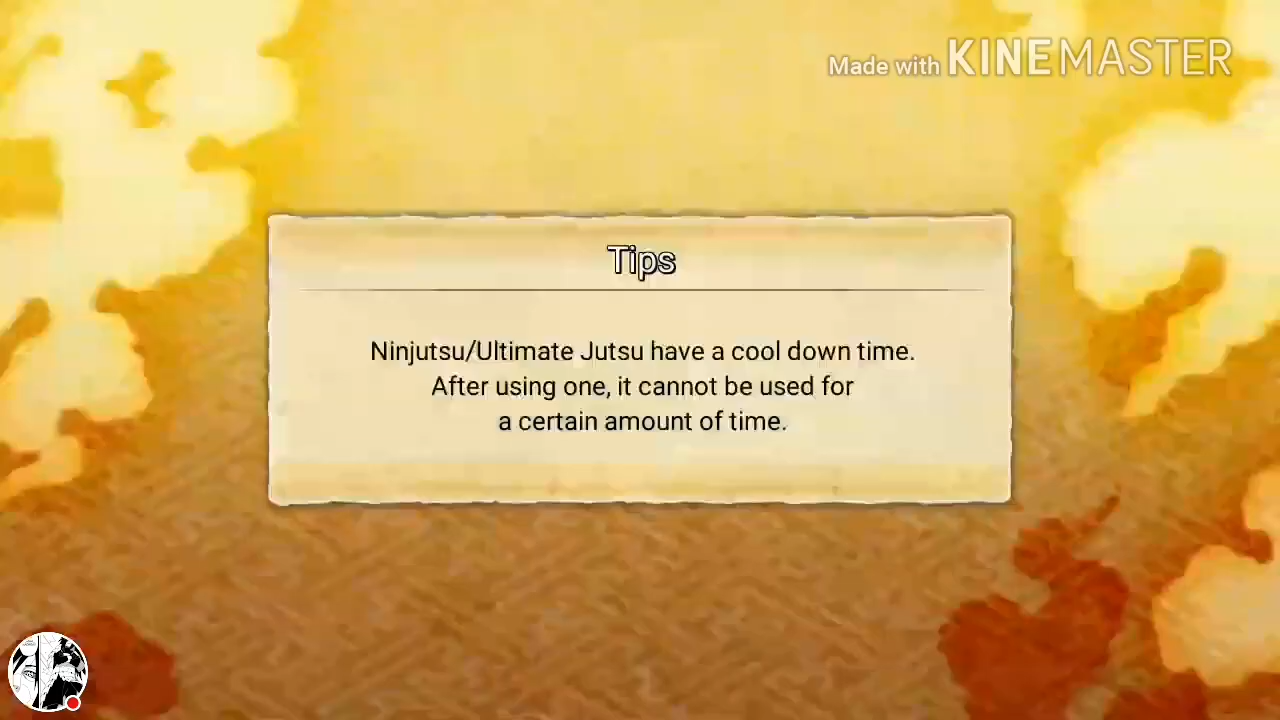 Made with KINEMASTER
Tips
Ninjutsu/Ultimate Jutsu have a cool down time.
After using one, it cannot be used for
a certain amount of time.